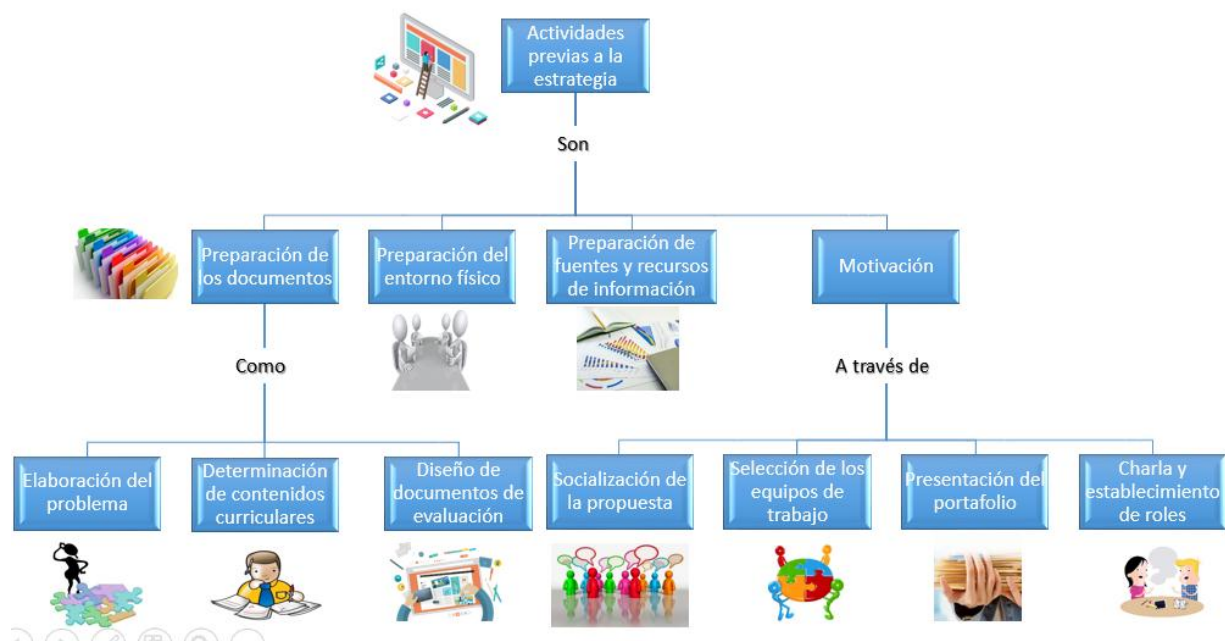 Actividades
previas a la
estrategia
Son
Preparación de
los documentos
Preparación del
entorno físico
Preparación de
fuentes y recursos
de información
Motivación
Como
A través de
Elaboración del
problema
Determinación
de contenidos
curriculares
Diseño de
documentos de
evaluación
Socialización de
la propuesta
Selección de los
equipos de
trabajo
Presentación del
portafolio
Charla y
establecimiento
de roles